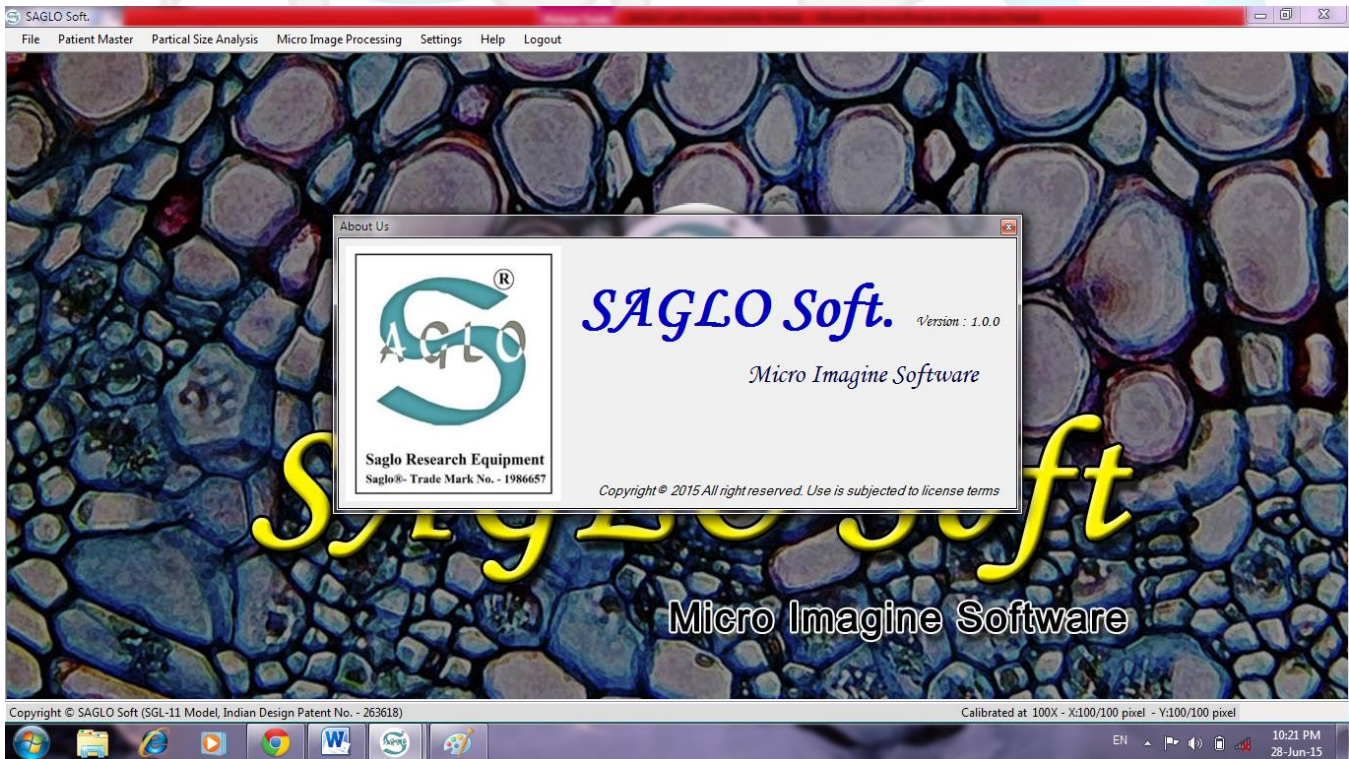 SAGLO Soft.
File Patient Master Partical Size Analysis Micro Image Processing Settings Help Logout
About Us
R
SAGLO
Saglo Research Equipment
Saglo®- Trade Mark No. - 1986657
SAGLO Soft. Version : 1.0.0
Micro Imagine Software
Copyright © 2015 All right reserved. Use is subjected to license terms
SAGLO Soft
Micro Imagine Software
Copyright © SAGLO Soft (SGL-11 Model, Indian Design Patent No. - 263618) Calibrated at 100X - X:100/100 pixel - Y:100/100 pixel
EN 10:21 PM
28-Jun-15